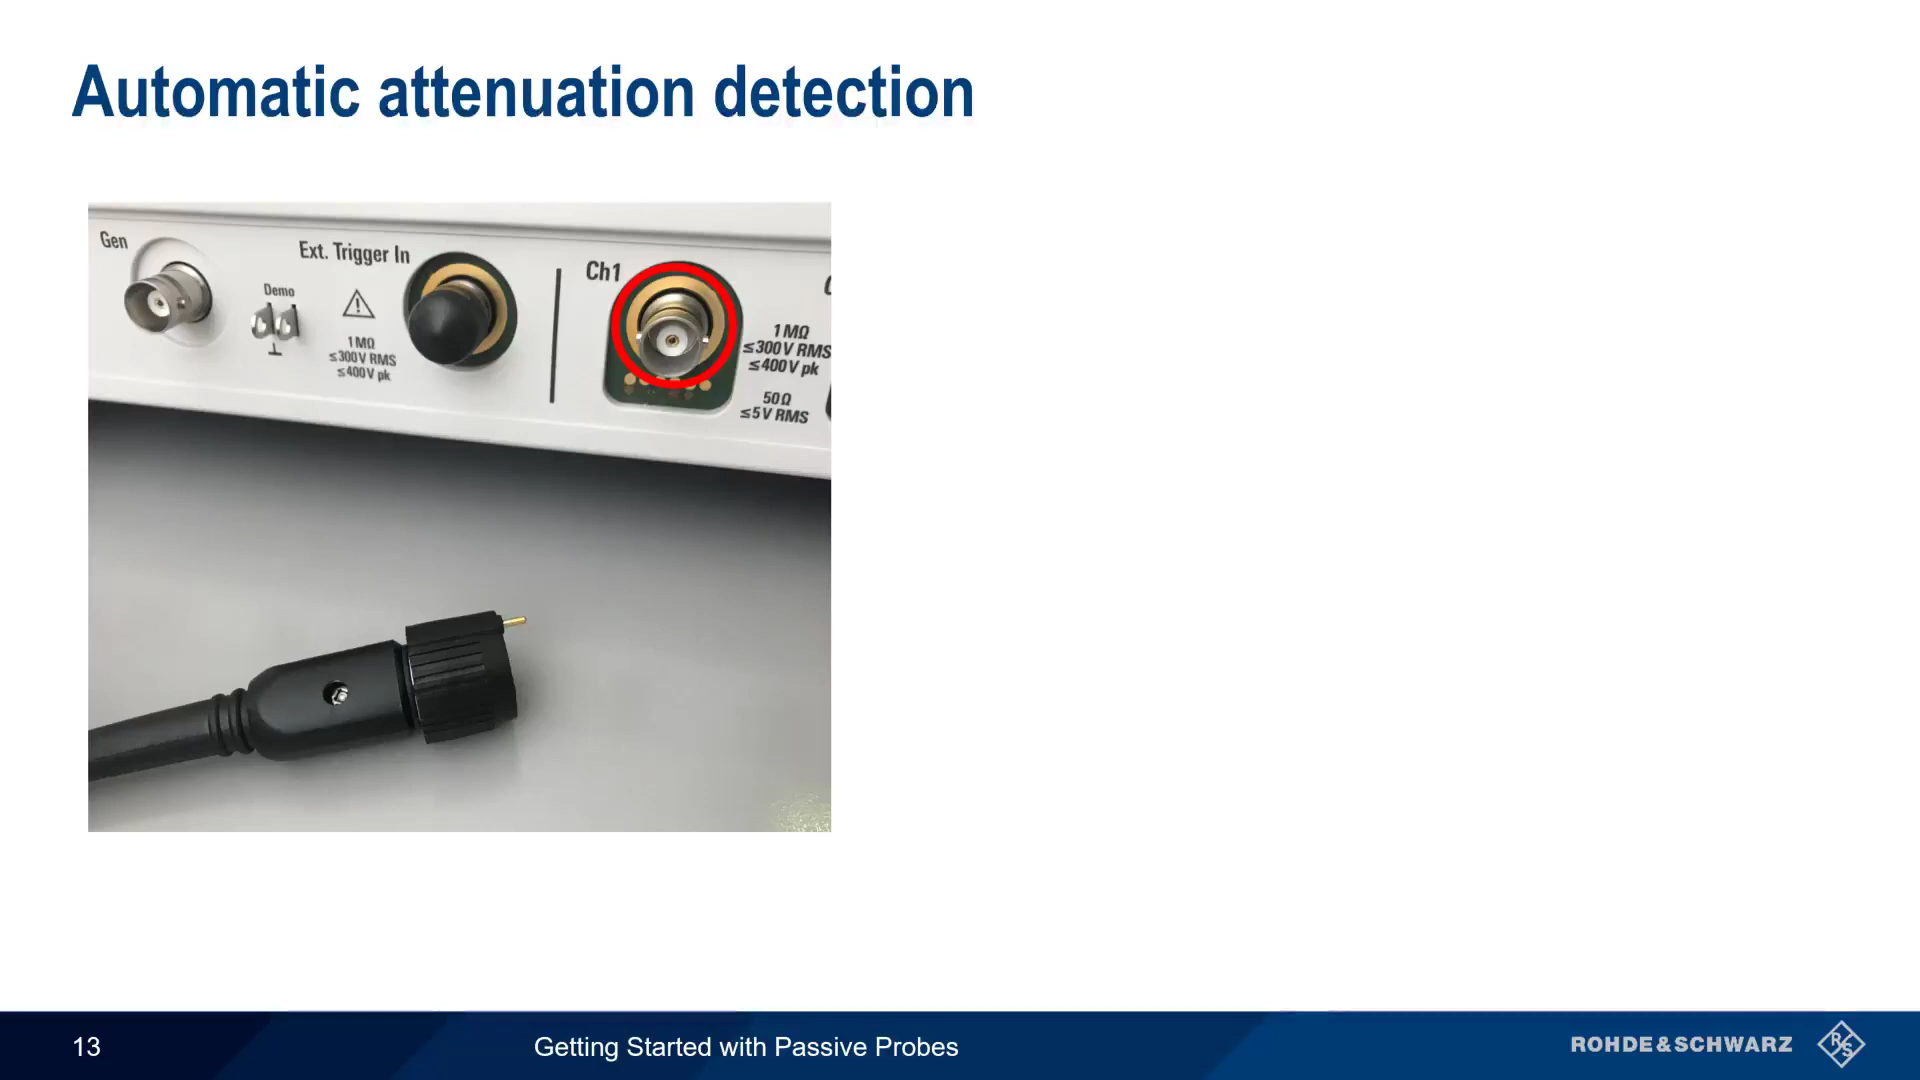 Automatic attenuation detection
Gen
Ext. Trigger In
Demo
1 MΩ
≤300 V RMS
≤400 V pk
Ch1
1 MΩ
≤300 V RMS
≤400 V pk
50 Ω
≤5 V RMS
13
Getting Started with Passive Probes
ROHDE & SCHWARZ
R
S